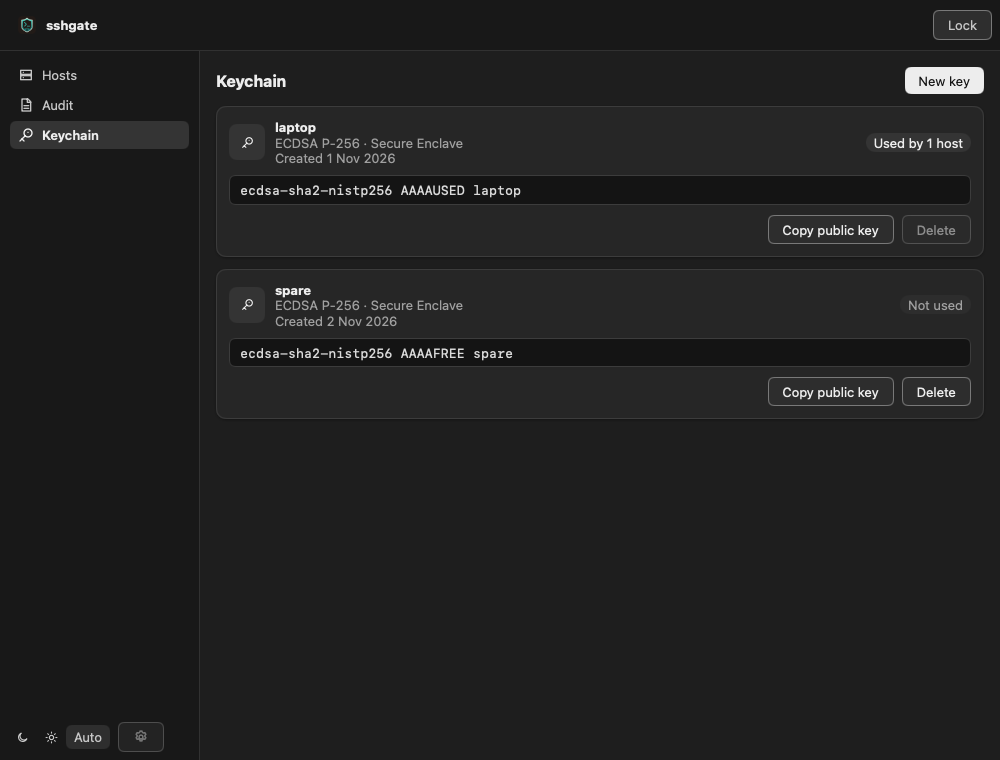 sshgate
Lock
Hosts
Audit
Keychain
Keychain
New key
laptop
ECDSA P-256 · Secure Enclave
Created 1 Nov 2026
Used by 1 host
ecdsa-sha2-nistp256 AAAAUSED laptop
Copy public key
Delete
spare
ECDSA P-256 · Secure Enclave
Created 2 Nov 2026
Not used
ecdsa-sha2-nistp256 AAAAFREE spare
Copy public key
Delete
Auto